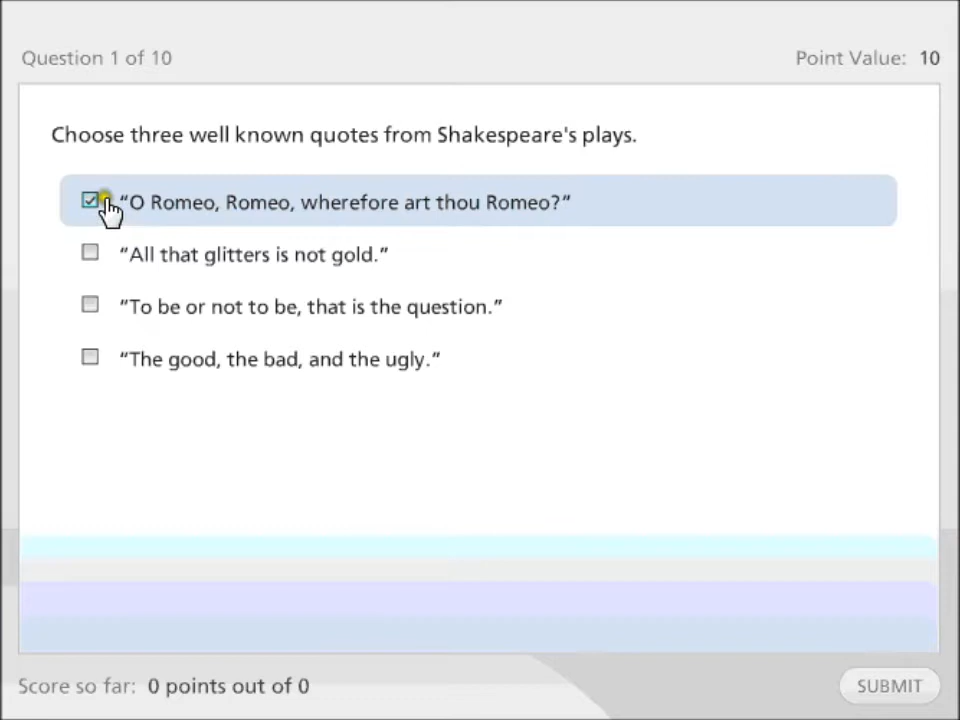 Question 1 of 10
Point Value: 10
Choose three well known quotes from Shakespeare's plays.
“O Romeo, Romeo, wherefore art thou Romeo?“
“All that glitters is not gold.”
“To be or not to be, that is the question.”
“The good, the bad, and the ugly.”
Score so far: 0 points out of 0
SUBMIT